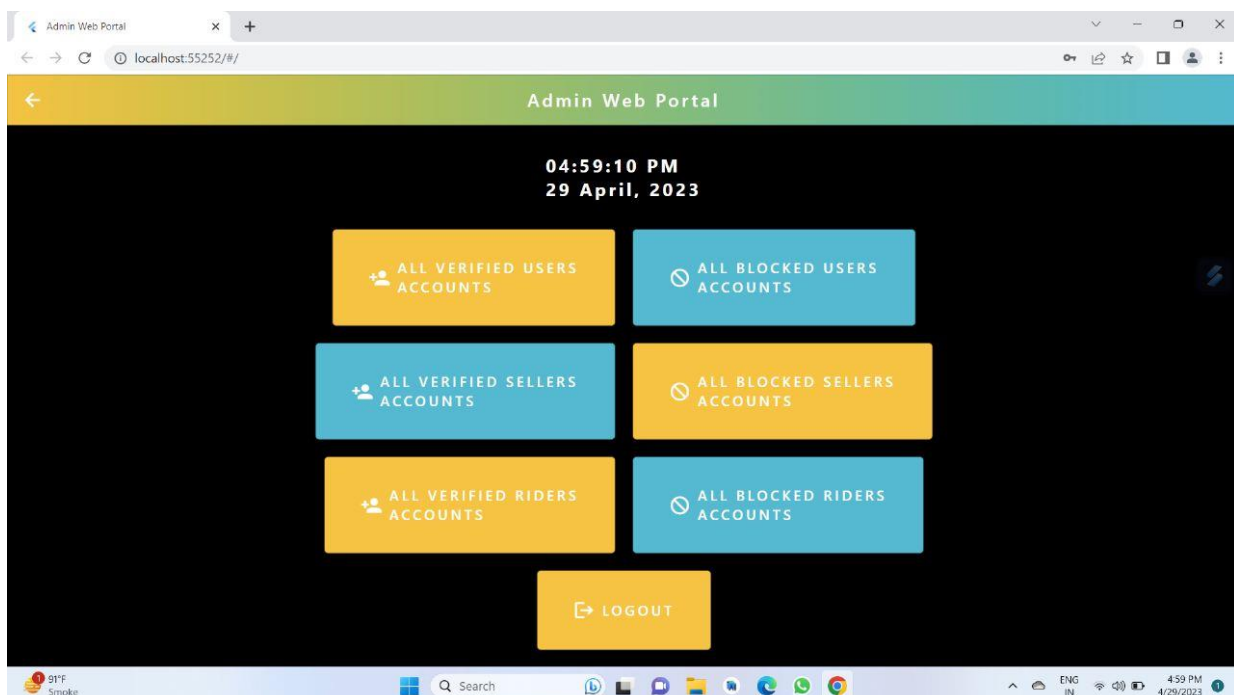 Admin Web Portal
localhost:55252/#/
Admin Web Portal
04:59:10 PM
29 April, 2023
ALL VERIFIED USERS
ACCOUNTS
ALL BLOCKED USERS
ACCOUNTS
ALL VERIFIED SELLERS
ACCOUNTS
ALL BLOCKED SELLERS
ACCOUNTS
ALL VERIFIED RIDERS
ACCOUNTS
ALL BLOCKED RIDERS
ACCOUNTS
LOGOUT
1
91°F
Smoke
Search
ENG
IN
4:59 PM
4/29/2023
1